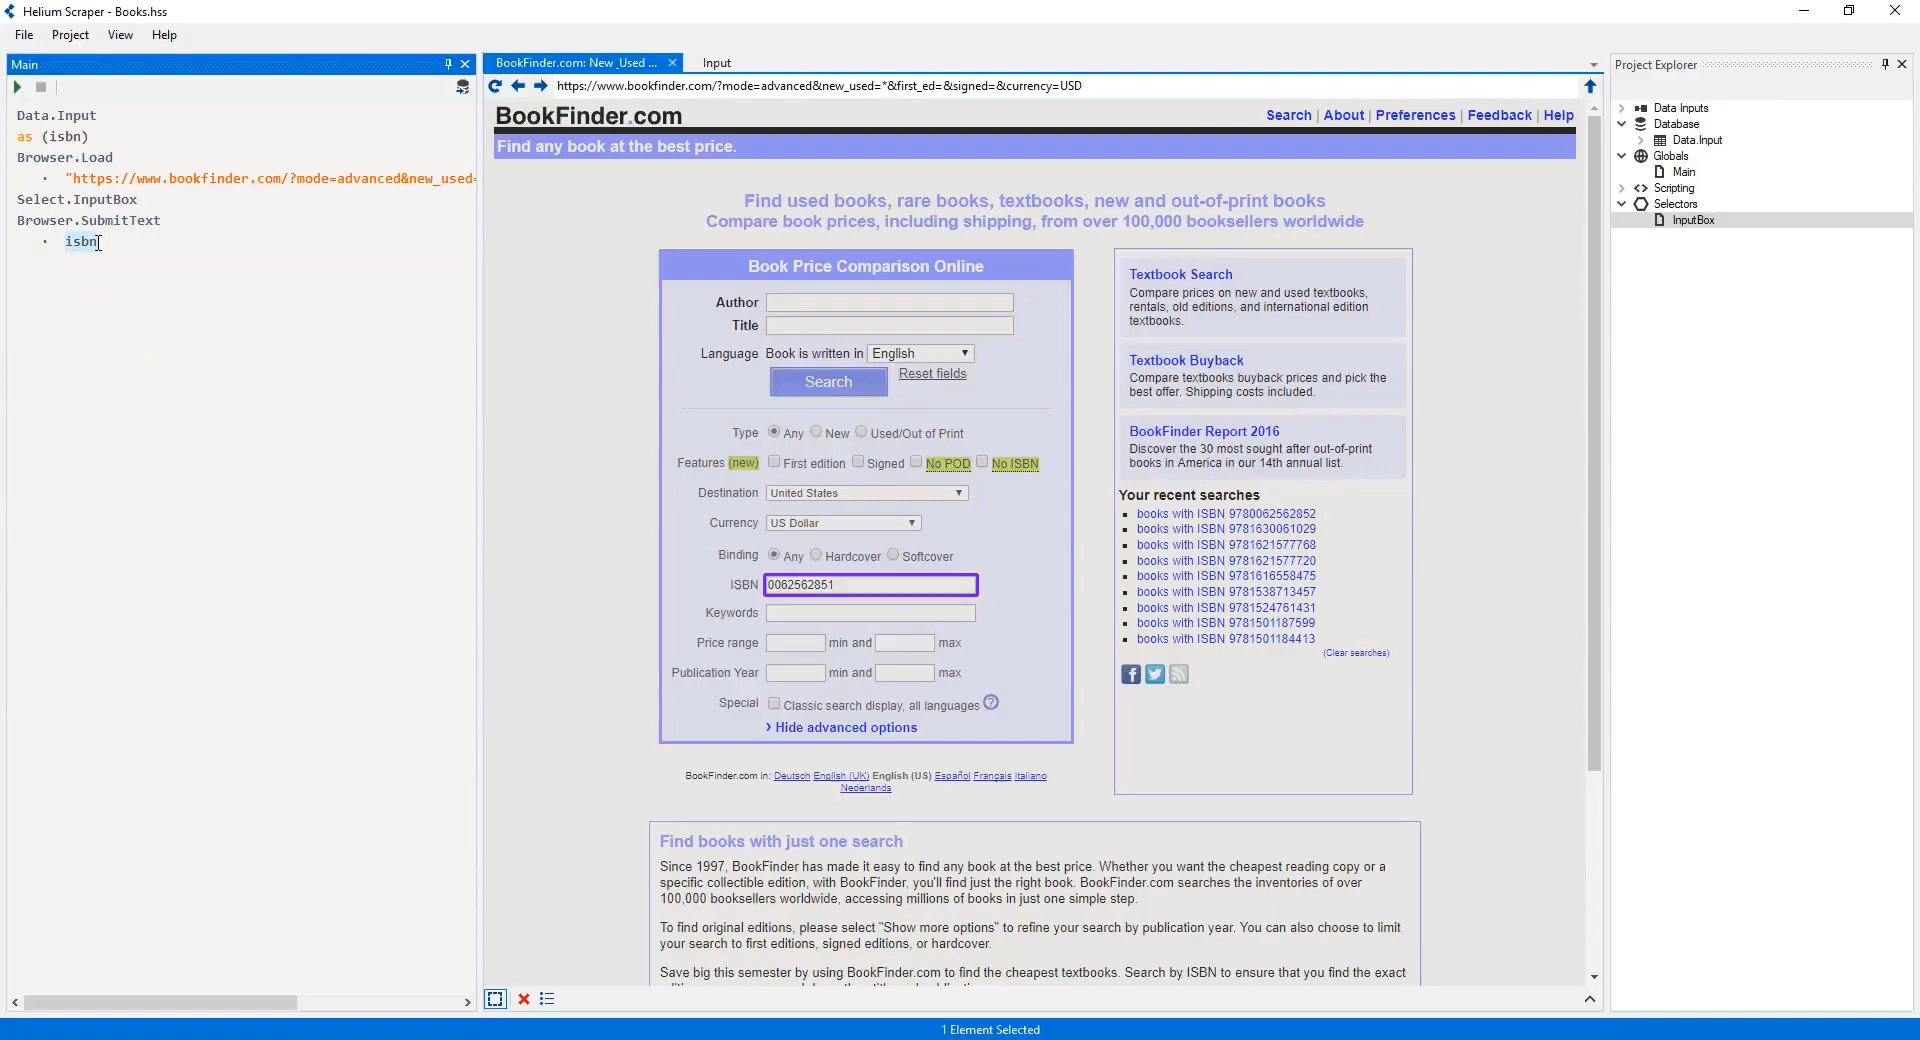 Helium Scraper - Books.hss
File Project View Help
Main
Data.Input
as (isbn)
Browser.Load
· "https://www.bookfinder.com/?mode=advanced&new_used=
Select.InputBox
Browser.SubmitText
· isbn
BookFinder.com: New_Used ... Input
https://www.bookfinder.com/?mode=advanced&new_used=*&first_ed=&signed=&currency=USD
BookFinder.com
Search | About | Preferences | Feedback | Help
Find any book at the best price.
Find used books, rare books, textbooks, new and out-of-print books
Compare book prices, including shipping, from over 100,000 booksellers worldwide
Book Price Comparison Online
Author
Title
Language Book is written in English
Search Reset fields
Type Any New Used/Out of Print
Features (new) First edition Signed No POD No ISBN
Destination United States
Currency US Dollar
Binding Any Hardcover Softcover
ISBN 0062562851
Keywords
Price range min and max
Publication Year min and max
Special Classic search display, all languages ?
› Hide advanced options
BookFinder.com in: Deutsch English (UK) English (US) Español Français Italiano
Nederlands
Textbook Search
Compare prices on new and used textbooks,
rentals, old editions, and international edition
textbooks.
Textbook Buyback
Compare textbooks buyback prices and pick the
best offer. Shipping costs included.
BookFinder Report 2016
Discover the 30 most sought after out-of-print
books in America in our 14th annual list.
Your recent searches
books with ISBN 9780062562852
books with ISBN 9781630061029
books with ISBN 9781621577768
books with ISBN 9781621577720
books with ISBN 9781616558475
books with ISBN 9781538713457
books with ISBN 9781524761431
books with ISBN 9781501187599
books with ISBN 9781501184413
(Clear searches)
Find books with just one search
Since 1997, BookFinder has made it easy to find any book at the best price. Whether you want the cheapest reading copy or a
specific collectible edition, with BookFinder, you'll find just the right book. BookFinder.com searches the inventories of over
100,000 booksellers worldwide, accessing millions of books in just one simple step.
To find original editions, please select "Show more options" to refine your search by publication year. You can also choose to limit
your search to first editions, signed editions, or hardcover.
Save big this semester by using BookFinder.com to find the cheapest textbooks. Search by ISBN to ensure that you find the exact
Project Explorer
Data Inputs
Database
Data.Input
Globals
Main
Scripting
Selectors
InputBox
1 Element Selected